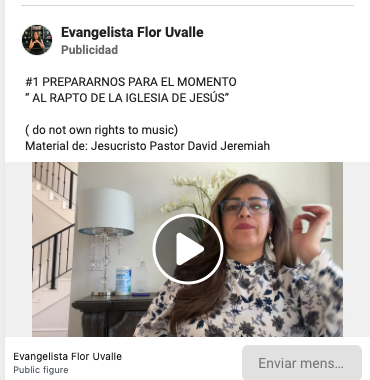 Evangelista Flor Uvalle
Publicidad
#1 PREPARARNOS PARA EL MOMENTO
“ AL RAPTO DE LA IGLESIA DE JESÚS”
( do not own rights to music)
Material de: Jesucristo Pastor David Jeremiah
Evangelista Flor Uvalle
Public figure
Enviar mens...